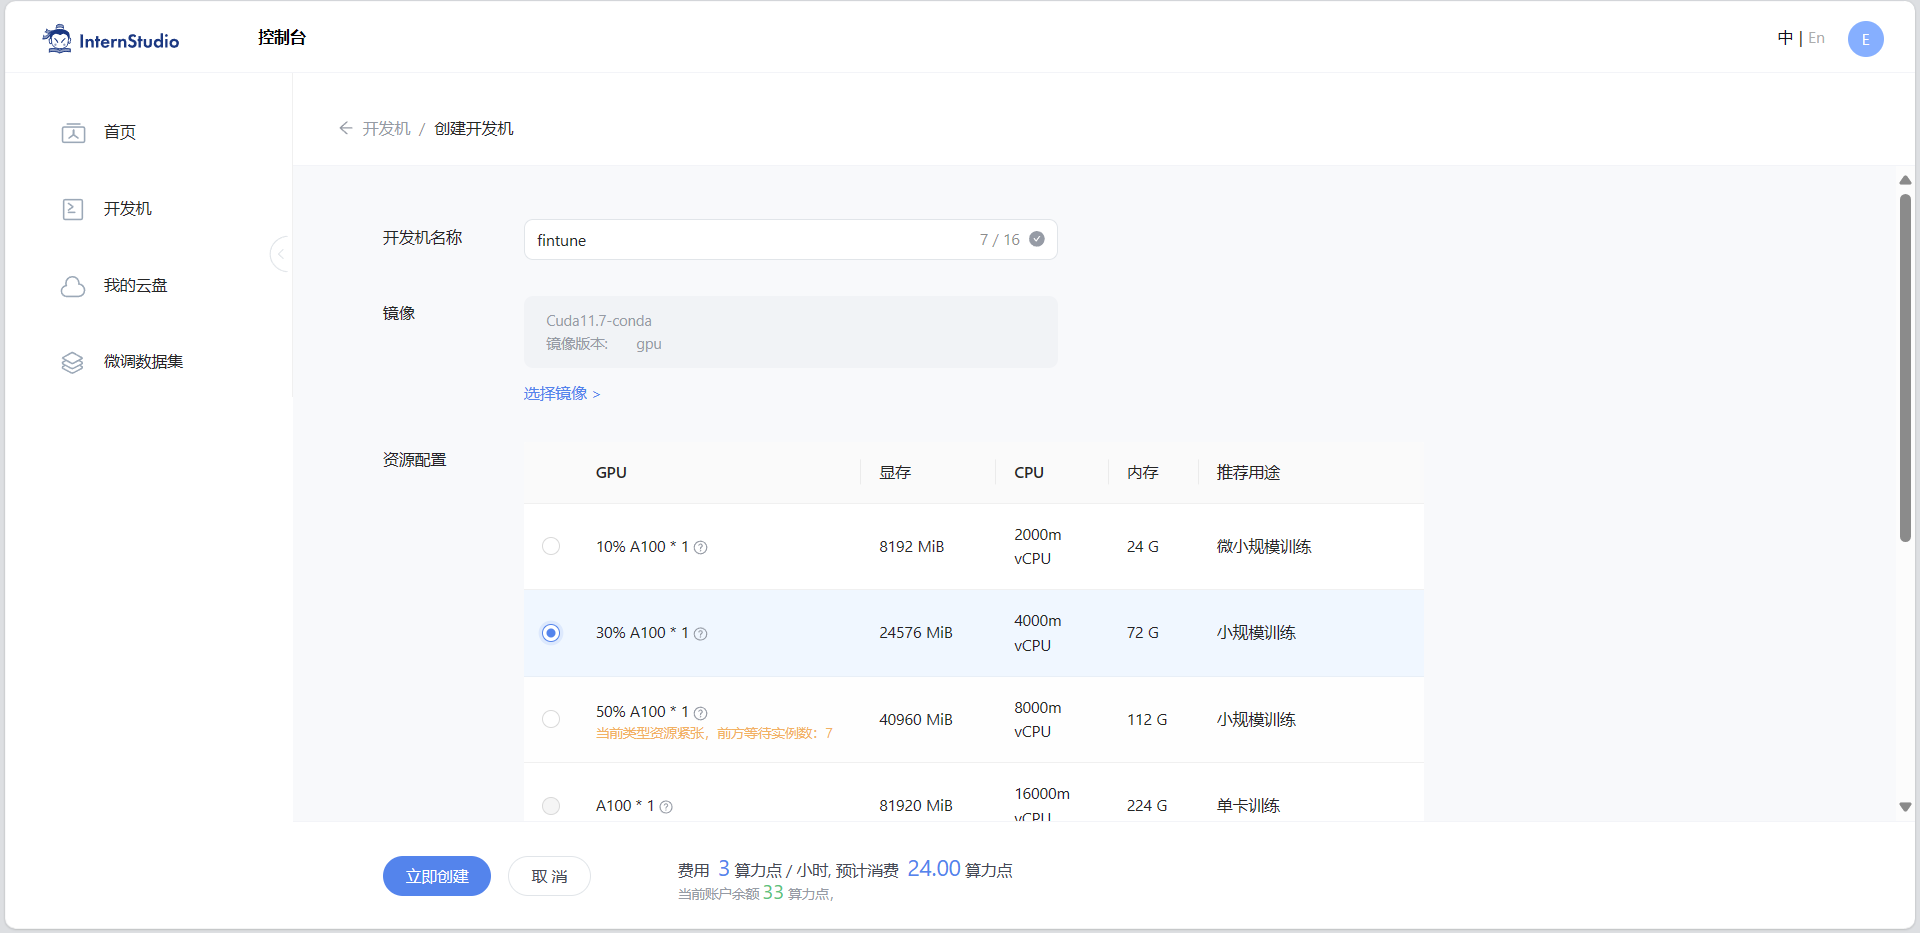 InternStudio
控制台
中 | En
E
首页
开发机
我的云盘
微调数据集
开发机 / 创建开发机
开发机名称
fintune
7 / 16
镜像
Cuda11.7-conda
镜像版本: gpu
选择镜像 >
资源配置
GPU 显存 CPU 内存 推荐用途
10% A100 * 1 8192 MiB 2000m vCPU 24 G 微小规模训练
30% A100 * 1 24576 MiB 4000m vCPU 72 G 小规模训练
50% A100 * 1 40960 MiB 8000m vCPU 112 G 小规模训练
当前类型资源紧张，前方等待实例数：7
A100 * 1 81920 MiB 16000m vCPU 224 G 单卡训练
立即创建
取 消
费用 3 算力点 / 小时, 预计消费 24.00 算力点
当前账户余额 33 算力点,